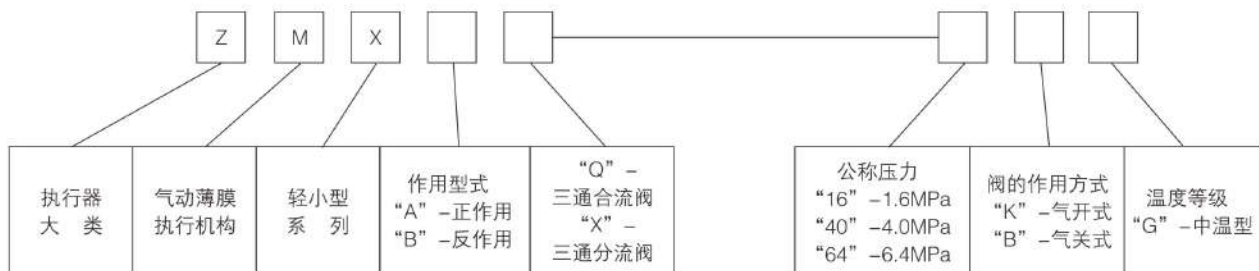 Z M X
执行器
大 类
气动薄膜
执行机构
轻小型
系 列
作用型式
“A”-正作用
“B”-反作用
“Q”-
三通合流阀
“X”-
三通分流阀
公称压力
“16”-1.6MPa
“40”-4.0MPa
“64”-6.4MPa
阀的作用方式
“K”-气开式
“B”-气关式
温度等级
“G”-中温型